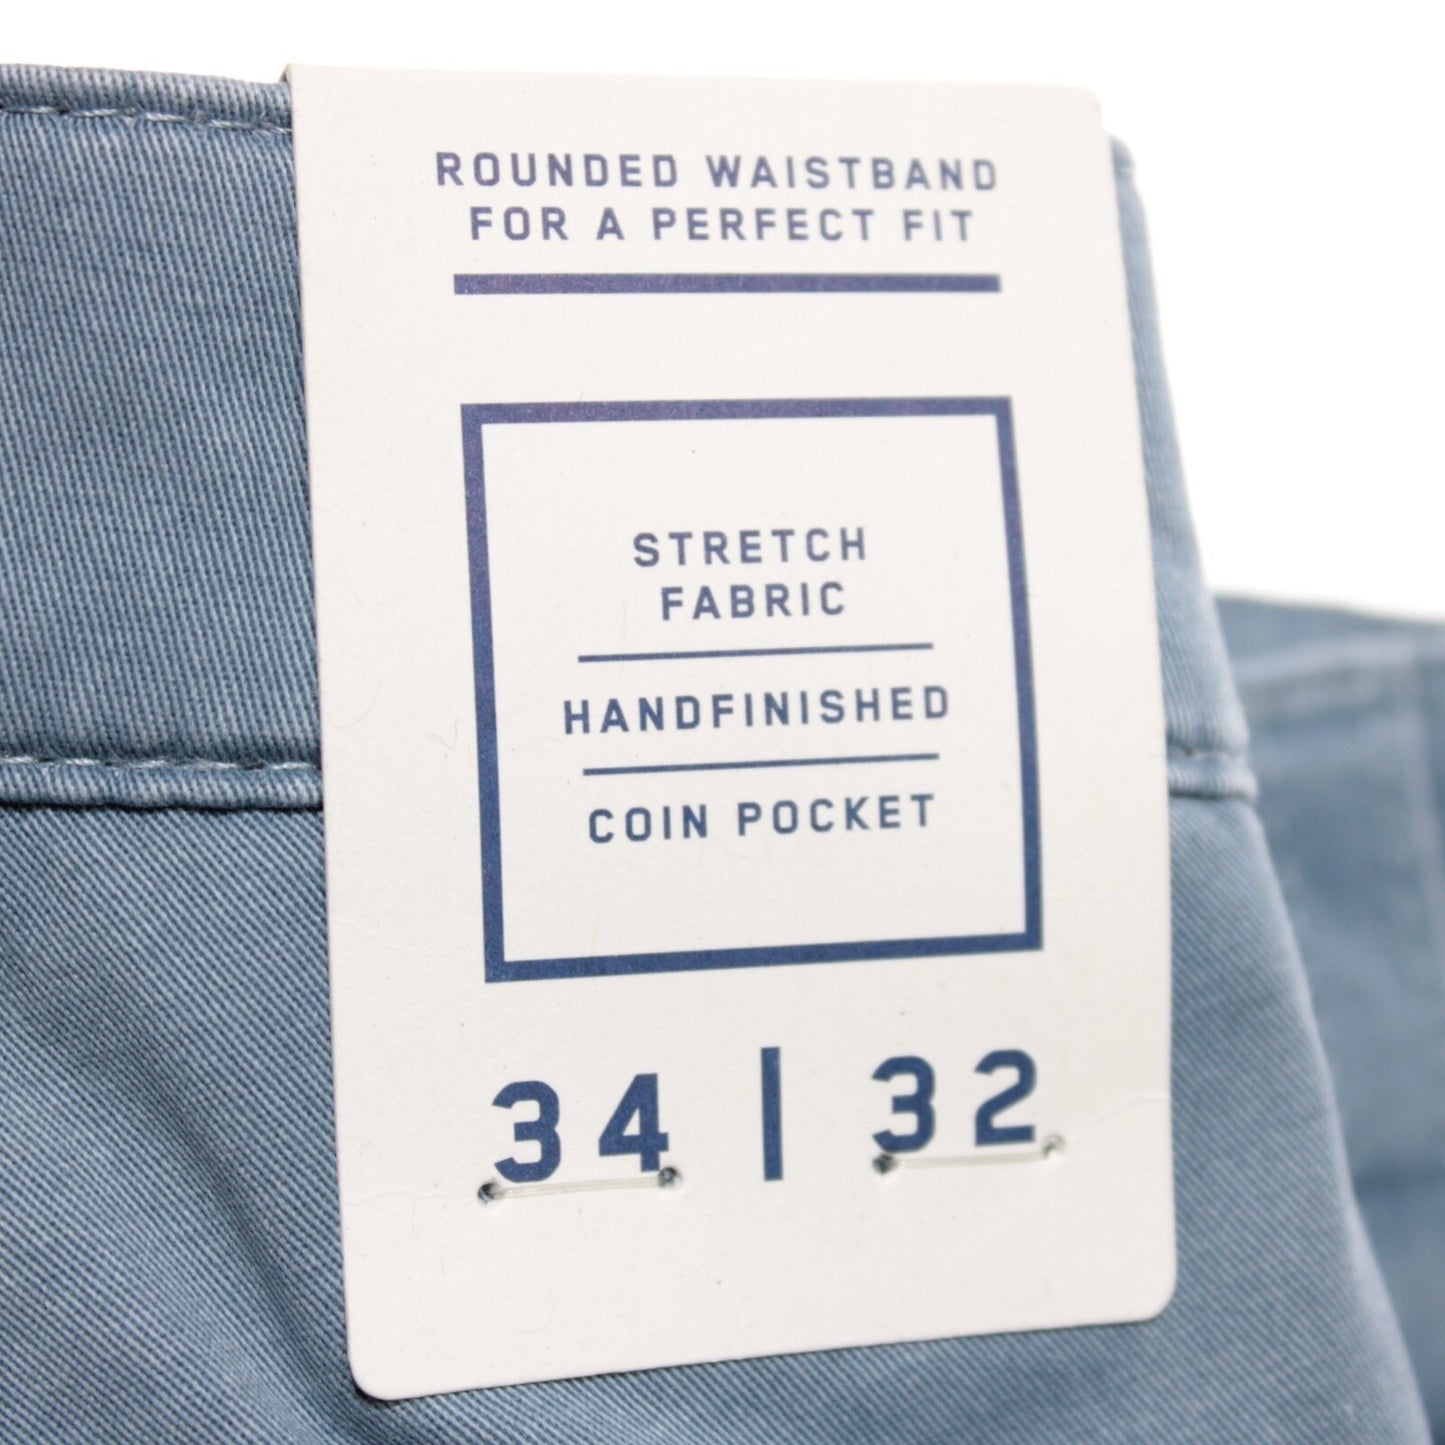 ROUNDED WAISTBAND
FOR A PERFECT FIT
STRETCH
FABRIC
HANDFINISHED
COIN POCKET
34 | 32